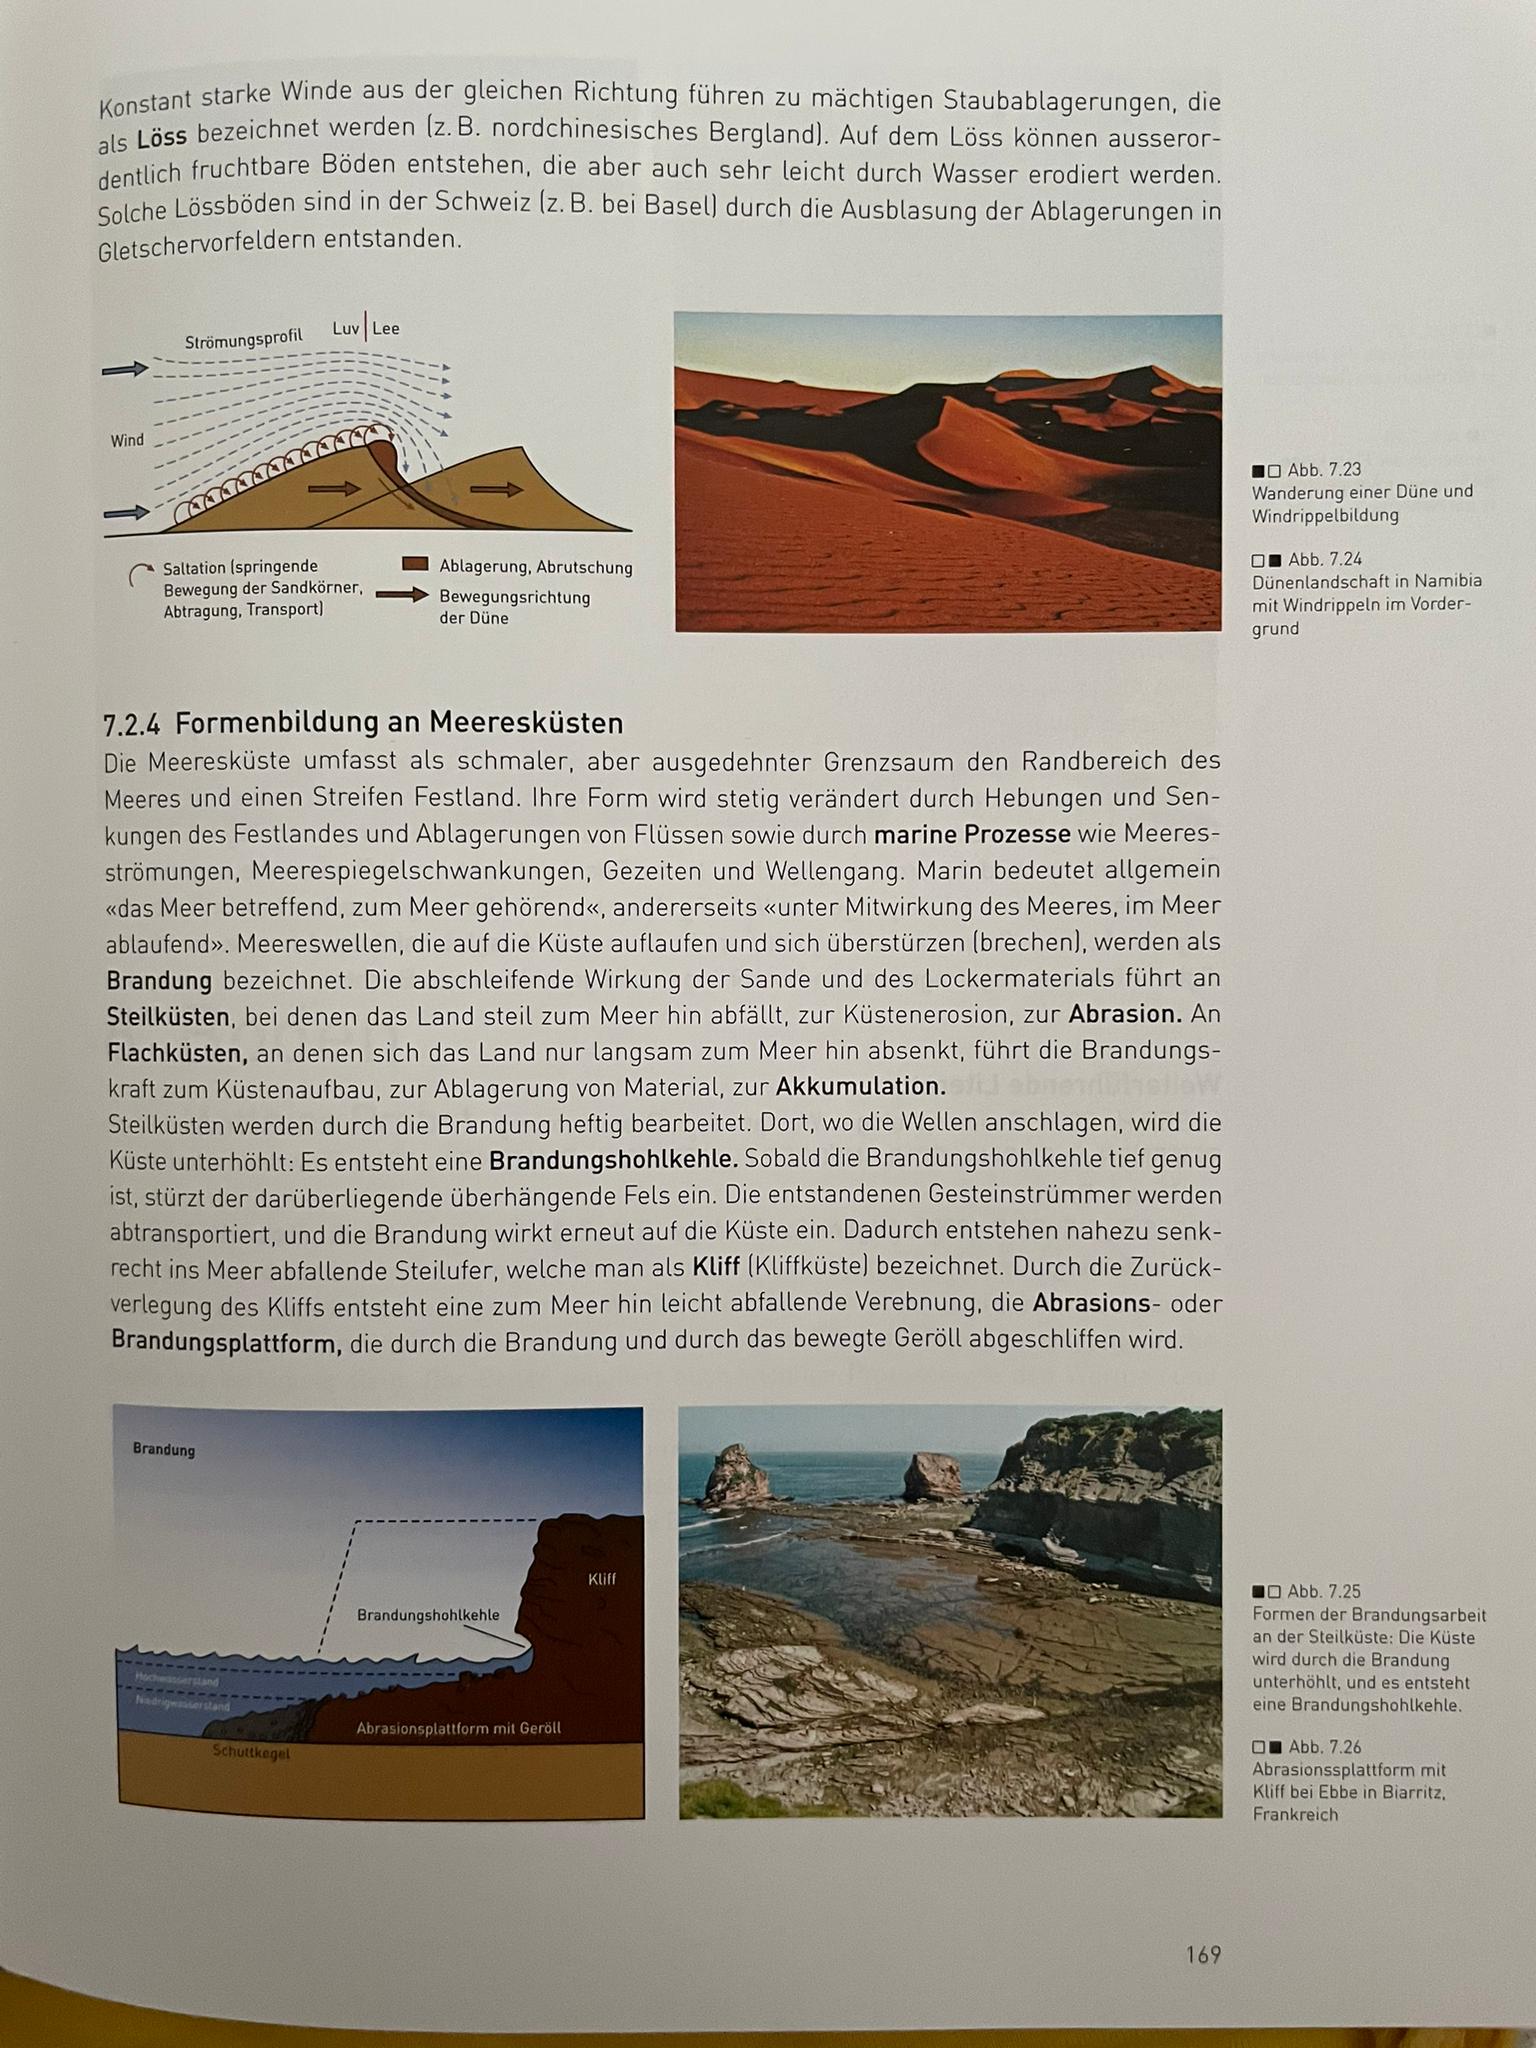 Konstant starke Winde aus der gleichen Richtung führen zu mächtigen Staubablagerungen, die
als Löss bezeichnet werden (z. B. nordchinesisches Bergland). Auf dem Löss können ausseror-
dentlich fruchtbare Böden entstehen, die aber auch sehr leicht durch Wasser erodiert werden.
Solche Lössböden sind in der Schweiz (z. B. bei Basel) durch die Ausblasung der Ablagerungen in
Gletschervorfeldern entstanden.
Strömungsprofil
Luv | Lee
Wind
Saltation (springende
Bewegung der Sandkörner,
Abtragung, Transport)
Ablagerung, Abrutschung
Bewegungsrichtung
der Düne
■□ Abb. 7.23
Wanderung einer Düne und
Windrippelbildung
□■ Abb. 7.24
Dünenlandschaft in Namibia
mit Windrippeln im Vorder-
grund
7.2.4 Formenbildung an Meeresküsten
Die Meeresküste umfasst als schmaler, aber ausgedehnter Grenzsaum den Randbereich des
Meeres und einen Streifen Festland. Ihre Form wird stetig verändert durch Hebungen und Sen-
kungen des Festlandes und Ablagerungen von Flüssen sowie durch marine Prozesse wie Meeres-
strömungen, Meerespiegelschwankungen, Gezeiten und Wellengang. Marin bedeutet allgemein
«das Meer betreffend, zum Meer gehörend«, andererseits «unter Mitwirkung des Meeres, im Meer
ablaufend». Meereswellen, die auf die Küste auflaufen und sich überstürzen (brechen), werden als
Brandung bezeichnet. Die abschleifende Wirkung der Sande und des Lockermaterials führt an
Steilküsten, bei denen das Land steil zum Meer hin abfällt, zur Küstenerosion, zur Abrasion. An
Flachküsten, an denen sich das Land nur langsam zum Meer hin absenkt, führt die Brandungs-
kraft zum Küstenaufbau, zur Ablagerung von Material, zur Akkumulation.
Steilküsten werden durch die Brandung heftig bearbeitet. Dort, wo die Wellen anschlagen, wird die
Küste unterhöhlt: Es entsteht eine Brandungshohlkehle. Sobald die Brandungshohlkehle tief genug
ist, stürzt der darüberliegende überhängende Fels ein. Die entstandenen Gesteinstrümmer werden
abtransportiert, und die Brandung wirkt erneut auf die Küste ein. Dadurch entstehen nahezu senk-
recht ins Meer abfallende Steilufer, welche man als Kliff (Kliffküste) bezeichnet. Durch die Zurück-
verlegung des Kliffs entsteht eine zum Meer hin leicht abfallende Verebnung, die Abrasions- oder
Brandungsplattform, die durch die Brandung und durch das bewegte Geröll abgeschliffen wird.
Brandung
Kliff
Brandungshohlkehle
Hochwasserstand
Niedrigwasserstand
Abrasionsplattform mit Geröll
Schuttkegel
■□ Abb. 7.25
Formen der Brandungsarbeit
an der Steilküste: Die Küste
wird durch die Brandung
unterhöhlt, und es entsteht
eine Brandungshohlkehle.
□■ Abb. 7.26
Abrasionssplattform mit
Kliff bei Ebbe in Biarritz,
Frankreich
169